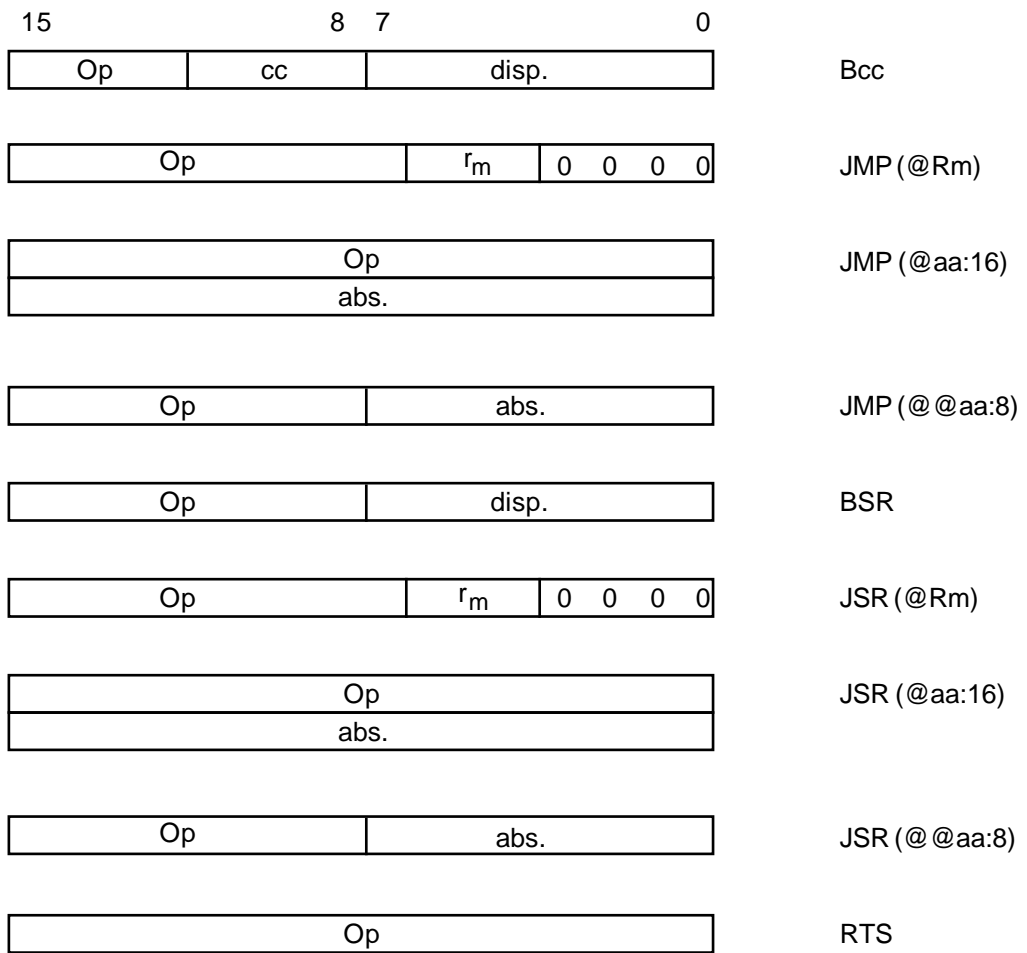 15 8 7 0
Op cc disp. Bcc
Op rm 0 0 0 0 JMP (@Rm)
Op JMP (@aa:16)
abs.
Op abs. JMP (@@aa:8)
Op disp. BSR
Op rm 0 0 0 0 JSR (@Rm)
Op JSR (@aa:16)
abs.
Op abs. JSR (@@aa:8)
Op RTS